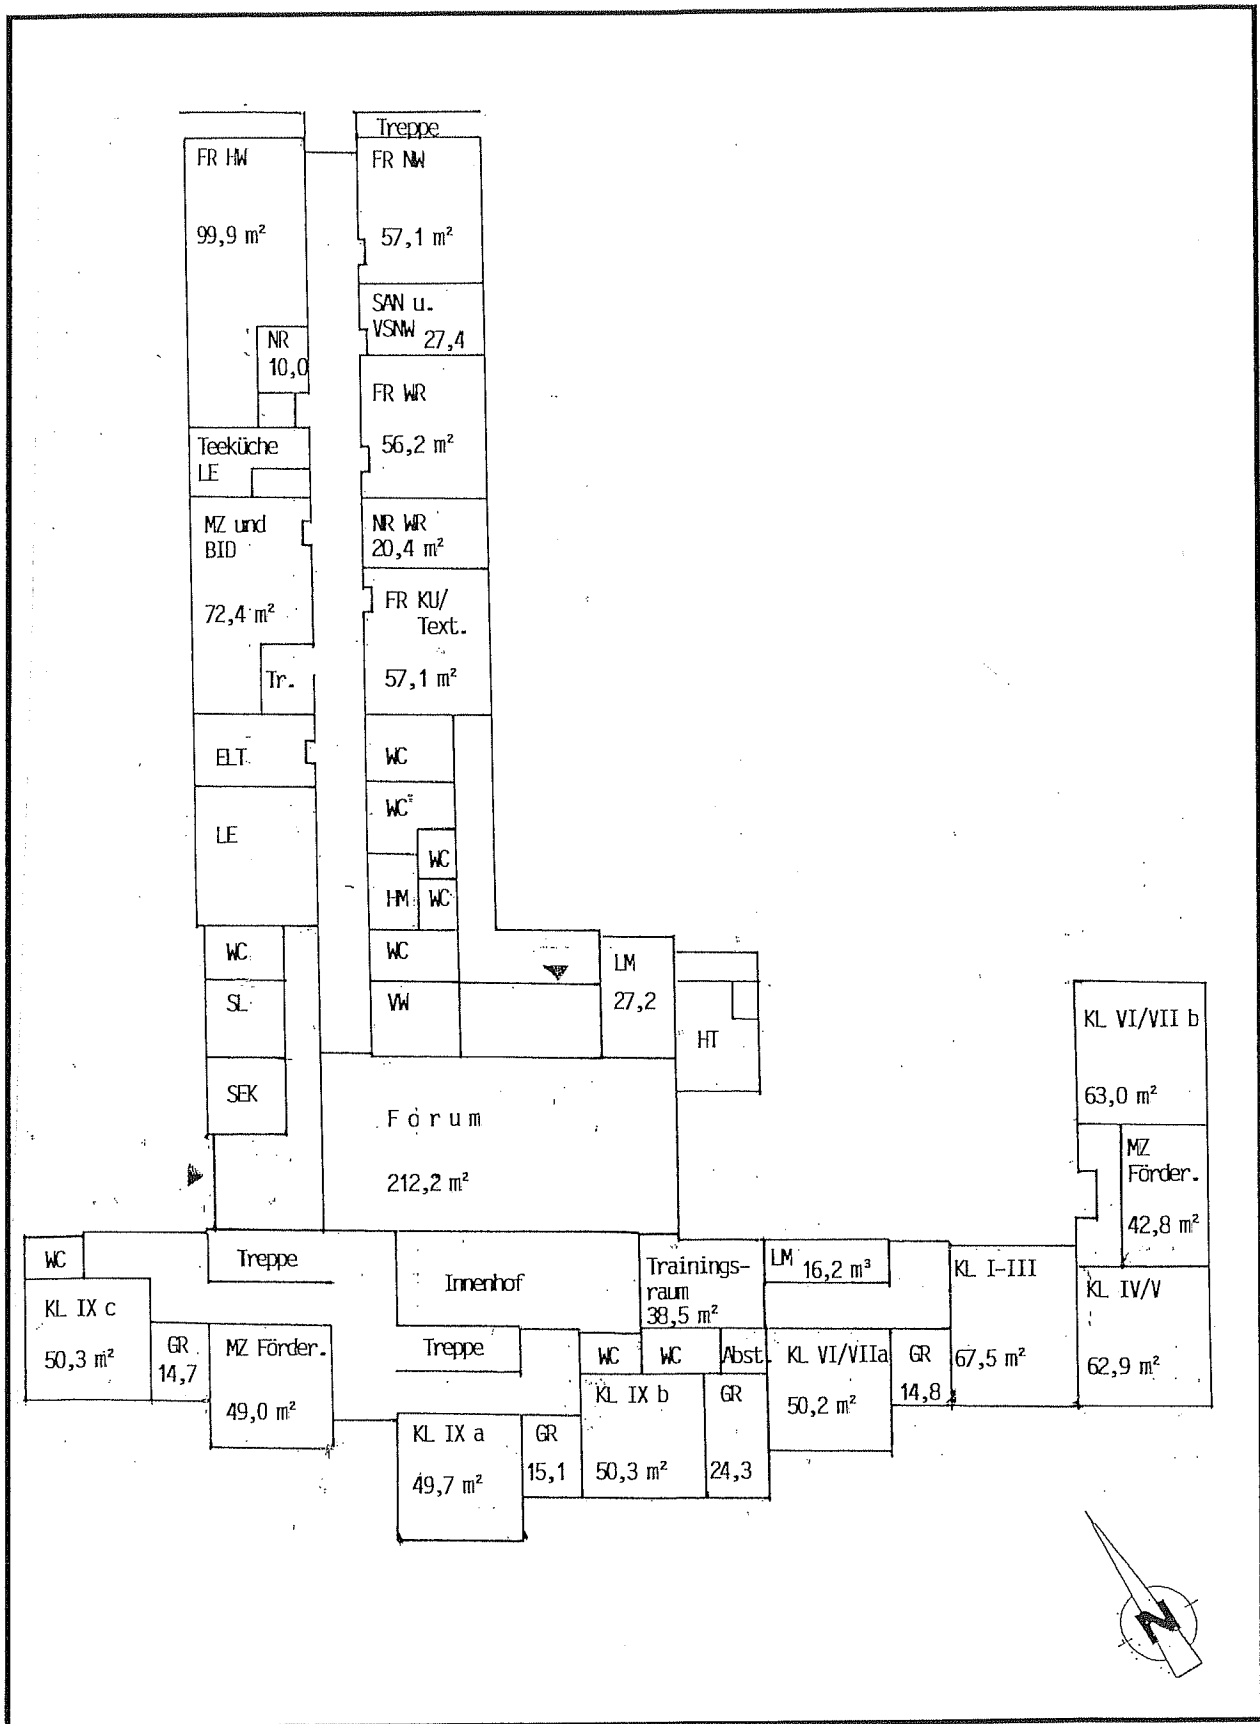 Treppe
FR HW
99,9 m²
FR NW
57,1 m²
SAN u.
VSNW 27,4
NR
10,0
FR WR
56,2 m²
Teeküche
LE
MZ und
BID
72,4 m²
Tr.
NR WR
20,4 m²
FR KU/
Text.
57,1 m²
ELT
LE
WC
WC
WC
HM
WC
WC
VW
WC
SL
SEK
LM
27,2
HT
Forum
212,2 m²
KL VI/VII b
63,0 m²
MZ
Förder.
42,8 m²
KL IV/V
62,9 m²
WC
KL IX c
50,3 m²
GR
14,7
Treppe
MZ Förder.
49,0 m²
Innenhof
Treppe
KL IX a
49,7 m²
GR
15,1
Trainings-
raum
38,5 m²
WC
WC
Abst.
KL IX b
50,3 m²
GR
24,3
LM 16,2 m³
KL VI/VIIa
50,2 m²
GR
14,8
KL I-III
67,5 m²
N